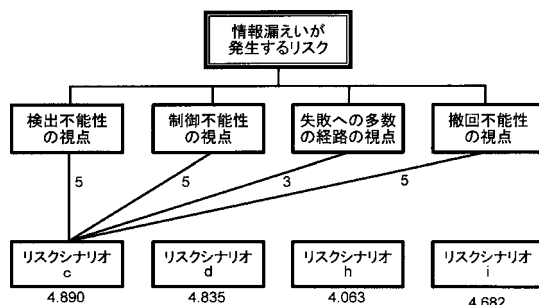 情報漏えいが
発生するリスク
検出不能性
の視点
制御不能性
の視点
失敗への多数
の経路の視点
撤回不能性
の視点
5
5
3
5
リスクシナリオ
c
リスクシナリオ
d
リスクシナリオ
h
リスクシナリオ
i
4.890
4.835
4.063
4.682